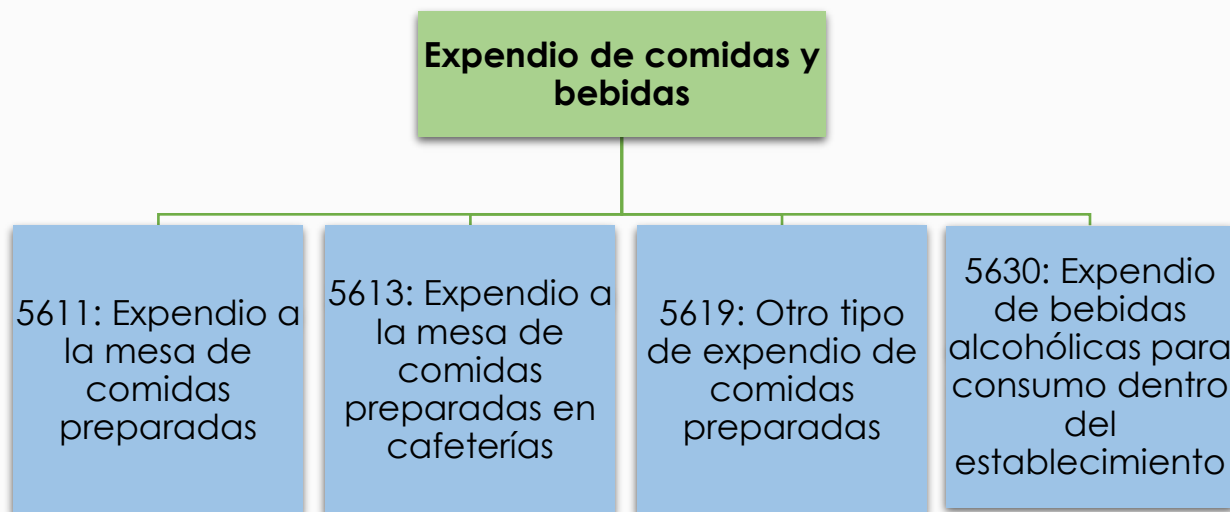 Expendio de comidas y
bebidas
5611: Expendio a
la mesa de
comidas
preparadas
5613: Expendio a
la mesa de
comidas
preparadas en
cafeterías
5619: Otro tipo
de expendio de
comidas
preparadas
5630: Expendio
de bebidas
alcohólicas para
consumo dentro
del
establecimiento